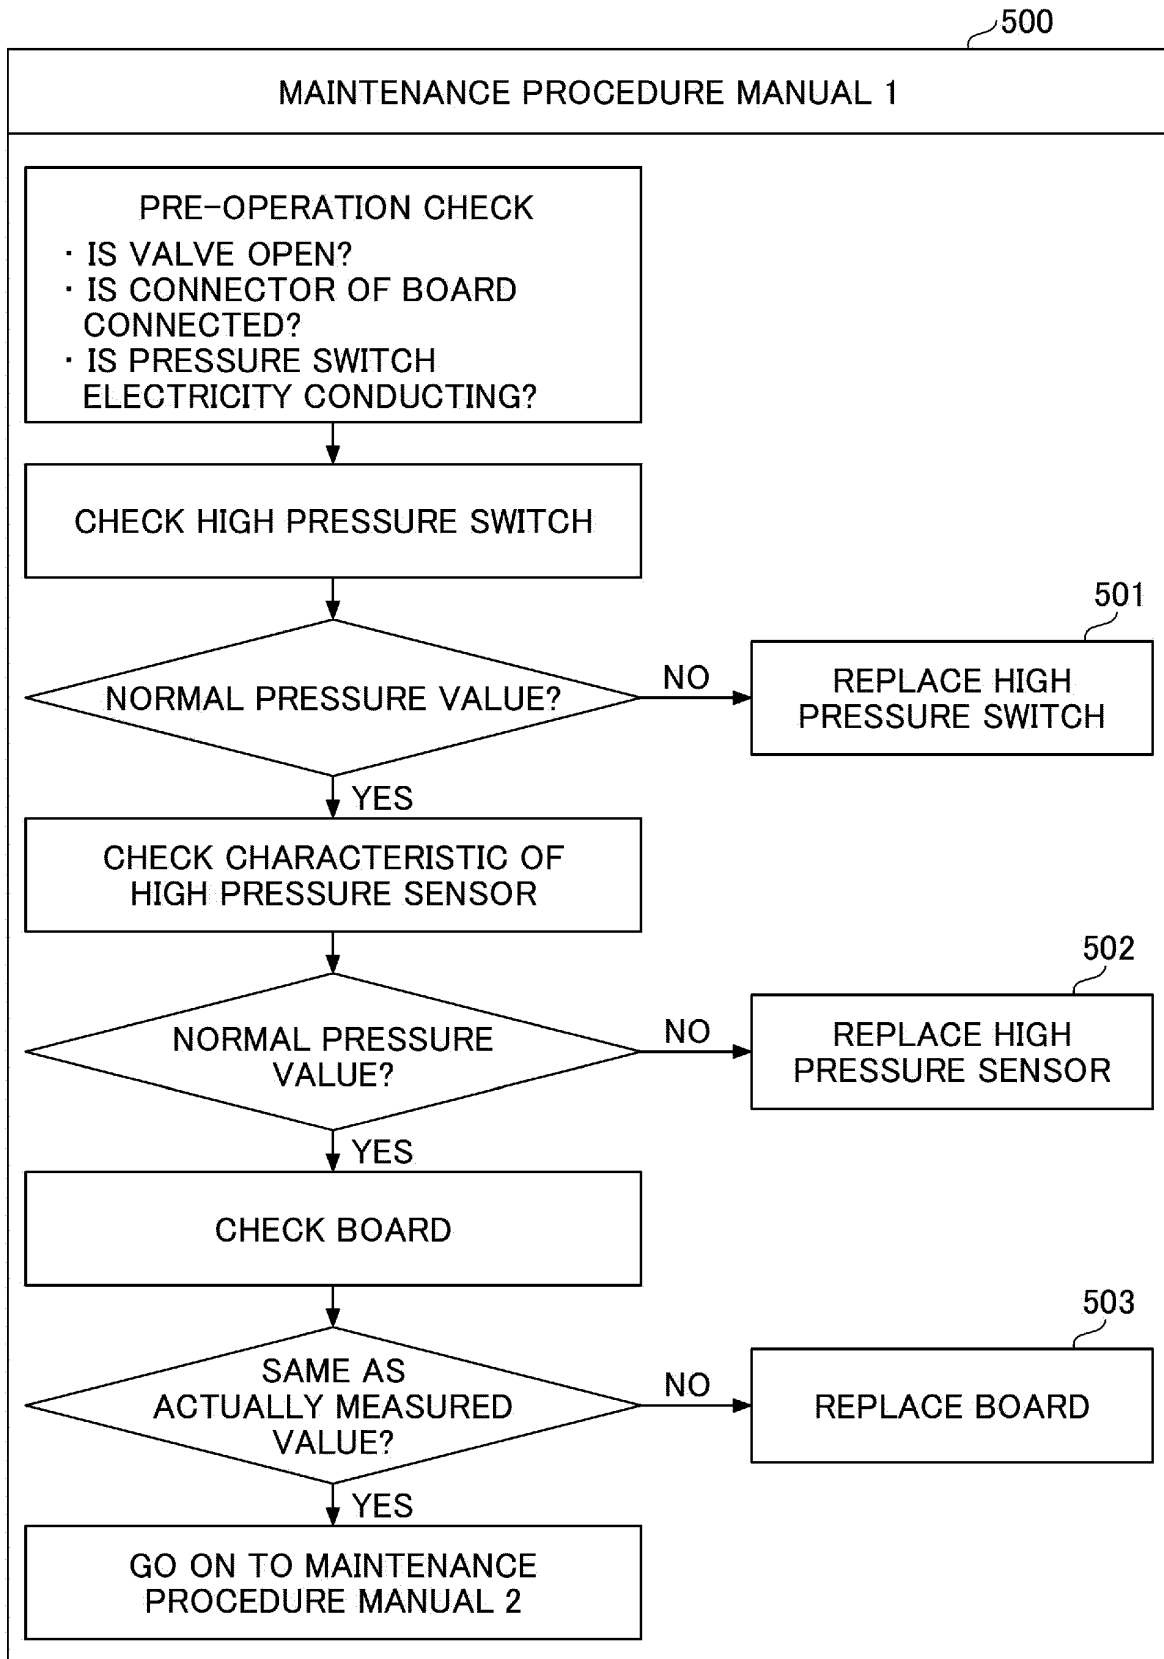 500
MAINTENANCE PROCEDURE MANUAL 1
PRE-OPERATION CHECK
・IS VALVE OPEN?
・IS CONNECTOR OF BOARD
CONNECTED?
・IS PRESSURE SWITCH
ELECTRICITY CONDUCTING?
CHECK HIGH PRESSURE SWITCH
NORMAL PRESSURE VALUE?
NO
501
REPLACE HIGH
PRESSURE SWITCH
YES
CHECK CHARACTERISTIC OF
HIGH PRESSURE SENSOR
NORMAL PRESSURE
VALUE?
NO
502
REPLACE HIGH
PRESSURE SENSOR
YES
CHECK BOARD
SAME AS
ACTUALLY MEASURED
VALUE?
NO
503
REPLACE BOARD
YES
GO ON TO MAINTENANCE
PROCEDURE MANUAL 2